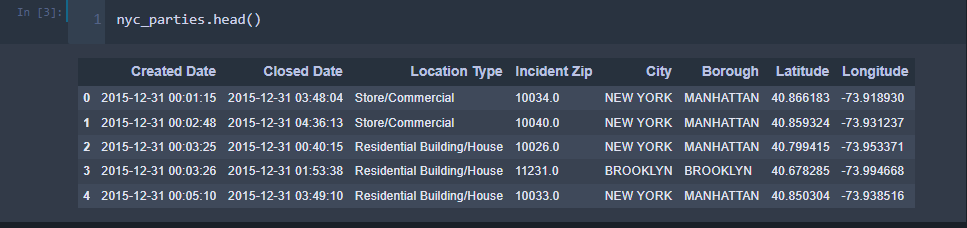 In [3]: 1 nyc_parties.head()
Created Date Closed Date Location Type Incident Zip City Borough Latitude Longitude
0 2015-12-31 00:01:15 2015-12-31 03:48:04 Store/Commercial 10034.0 NEW YORK MANHATTAN 40.866183 -73.918930
1 2015-12-31 00:02:48 2015-12-31 04:36:13 Store/Commercial 10040.0 NEW YORK MANHATTAN 40.859324 -73.931237
2 2015-12-31 00:03:25 2015-12-31 00:40:15 Residential Building/House 10026.0 NEW YORK MANHATTAN 40.799415 -73.953371
3 2015-12-31 00:03:26 2015-12-31 01:53:38 Residential Building/House 11231.0 BROOKLYN BROOKLYN 40.678285 -73.994668
4 2015-12-31 00:05:10 2015-12-31 03:49:10 Residential Building/House 10033.0 NEW YORK MANHATTAN 40.850304 -73.938516